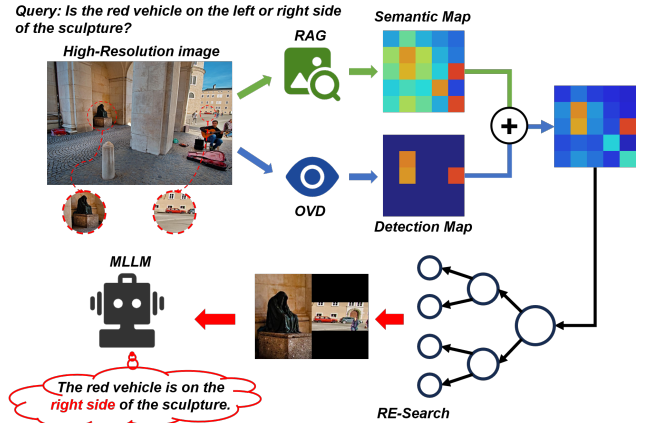 Query: Is the red vehicle on the left or right side
of the sculpture?
High-Resolution image
RAG
Semantic Map
+
OVD
Detection Map
MLLM
The red vehicle is on the
right side of the sculpture.
RE-Search